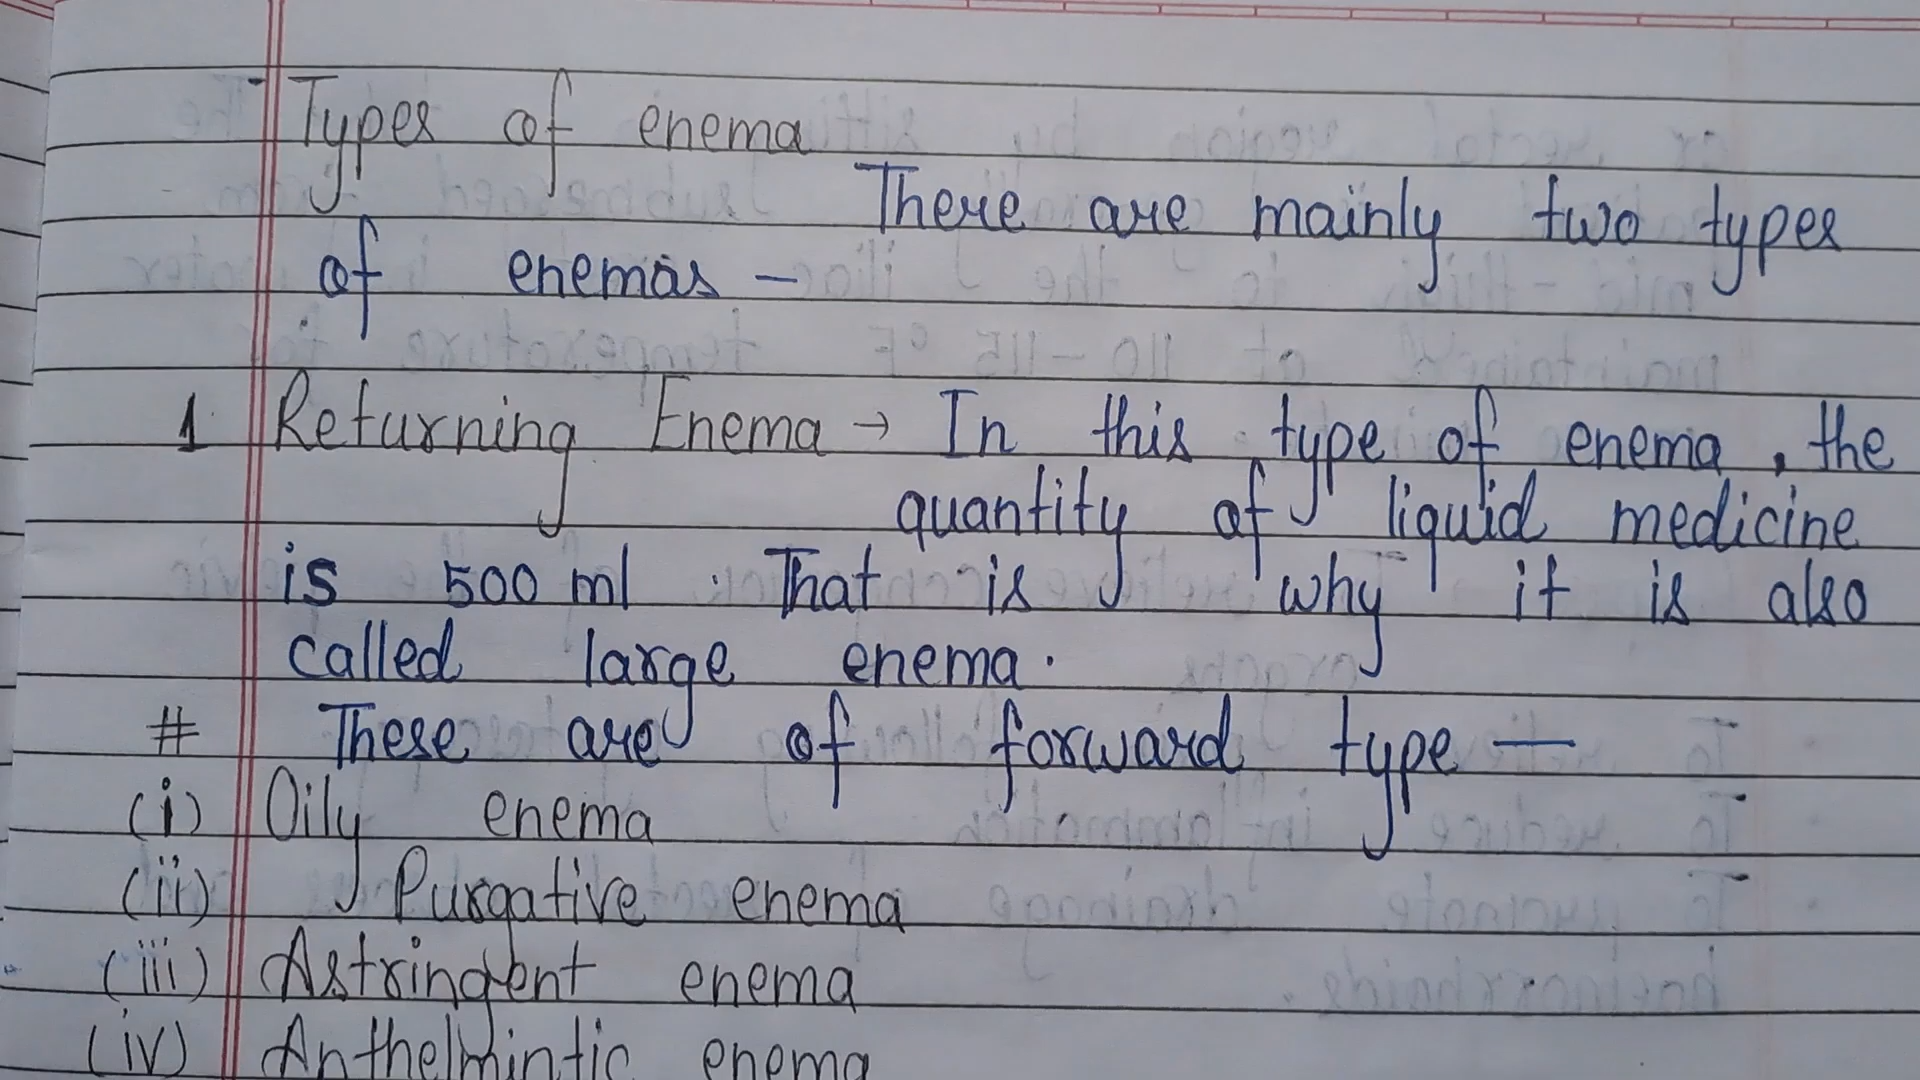 Types of enema
There are mainly two types
of enemas –
1 Returning Enema → In this type of enema, the
quantity of liquid medicine
is 500 ml . That is why it is also
called large enema.
# These are of forward type —
(i) Oily enema
(ii) Purgative enema
(iii) Astringent enema
(iv) Anthelmintic enema